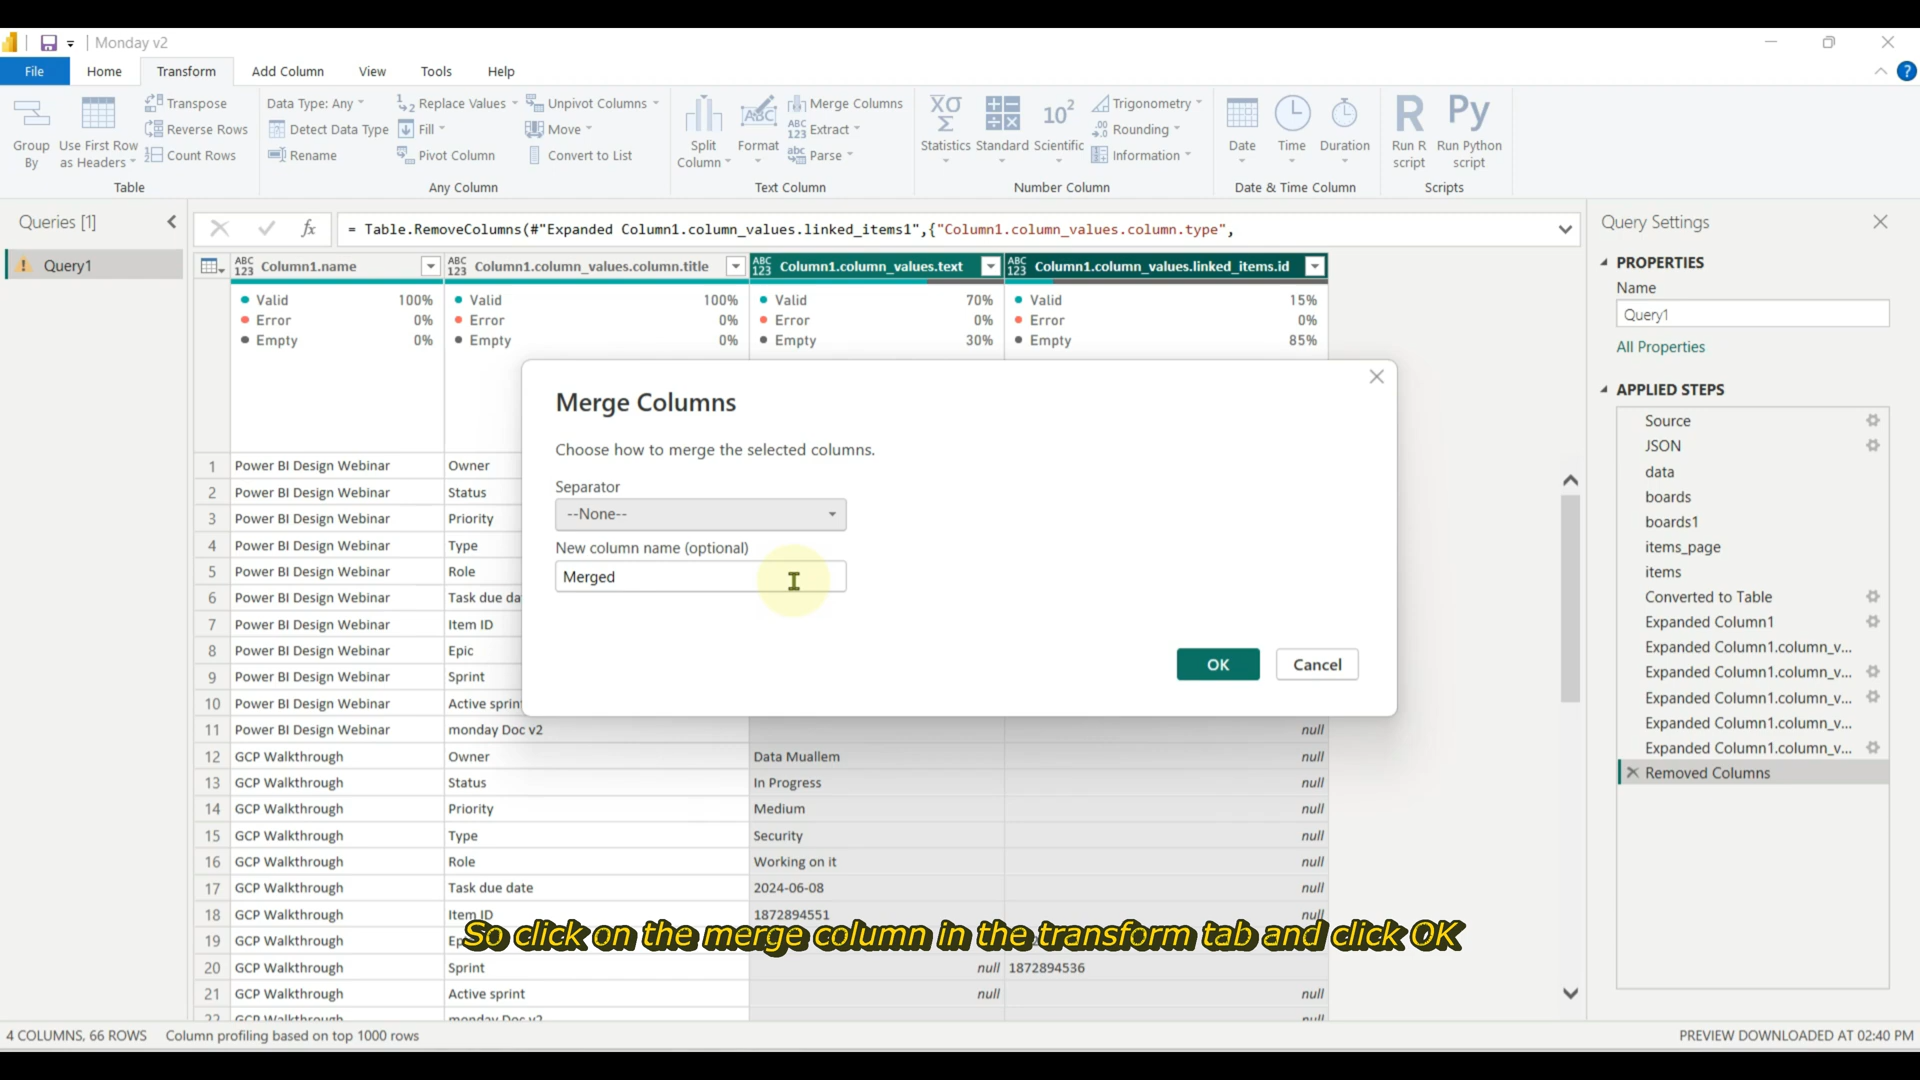 Monday v2
File
Home
Transform
Add Column
View
Tools
Help
Group By
Use First Row as Headers
Transpose
Reverse Rows
Count Rows
Table
Data Type: Any
Detect Data Type
Rename
Replace Values
Fill
Pivot Column
Unpivot Columns
Move
Convert to List
Any Column
Split Column
Format
Merge Columns
Extract
Parse
Text Column
Statistics
Standard
Scientific
Trigonometry
Rounding
Information
Number Column
Date
Time
Duration
Date & Time Column
Run R script
Run Python script
Scripts
Queries [1]
Query1
= Table.RemoveColumns(#"Expanded Column1.column_values.linked_items1",{"Column1.column_values.column.type",
Column1.name
Column1.column_values.column.title
Column1.column_values.text
Column1.column_values.linked_items.id
Valid 100% Valid 100% Valid 70% Valid 15%
Error 0% Error 0% Error 0% Error 0%
Empty 0% Empty 0% Empty 30% Empty 85%
Merge Columns
Choose how to merge the selected columns.
Separator
--None--
New column name (optional)
Merged
OK
Cancel
1 Power BI Design Webinar Owner
2 Power BI Design Webinar Status
3 Power BI Design Webinar Priority
4 Power BI Design Webinar Type
5 Power BI Design Webinar Role
6 Power BI Design Webinar Task due da
7 Power BI Design Webinar Item ID
8 Power BI Design Webinar Epic
9 Power BI Design Webinar Sprint
10 Power BI Design Webinar Active sprin
11 Power BI Design Webinar monday Doc v2 null
12 GCP Walkthrough Owner Data Muallem null
13 GCP Walkthrough Status In Progress null
14 GCP Walkthrough Priority Medium null
15 GCP Walkthrough Type Security null
16 GCP Walkthrough Role Working on it null
17 GCP Walkthrough Task due date 2024-06-08 null
18 GCP Walkthrough Item ID 1872894551 null
19 GCP Walkthrough
So click on the merge column in the transform tab and click OK
20 GCP Walkthrough Sprint null 1872894536
21 GCP Walkthrough Active sprint null null
22 GCP Walkthrough monday Doc v2 null
Query Settings
PROPERTIES
Name
Query1
All Properties
APPLIED STEPS
Source
JSON
data
boards
boards1
items_page
items
Converted to Table
Expanded Column1
Expanded Column1.column_v...
Expanded Column1.column_v...
Expanded Column1.column_v...
Expanded Column1.column_v...
Expanded Column1.column_v...
Removed Columns
4 COLUMNS, 66 ROWS
Column profiling based on top 1000 rows
PREVIEW DOWNLOADED AT 02:40 PM